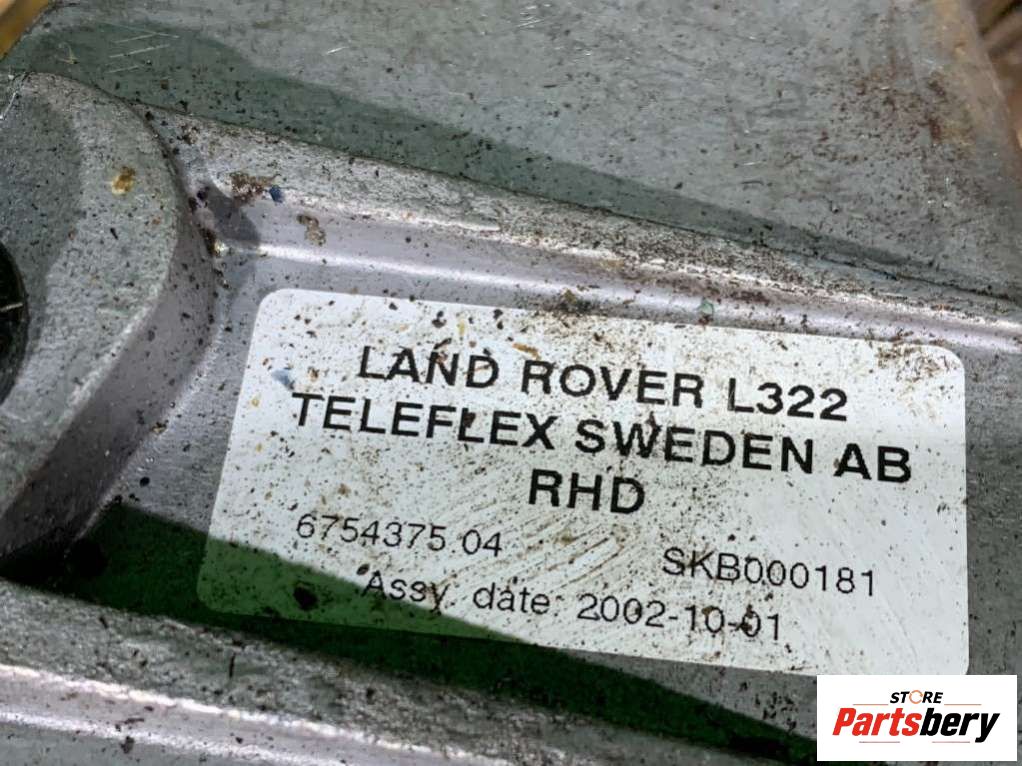 LAND ROVER L322
TELEFLEX SWEDEN AB
RHD
6754375.04 SKB000181
Assy. date: 2002-10-01
STORE
Partsbery